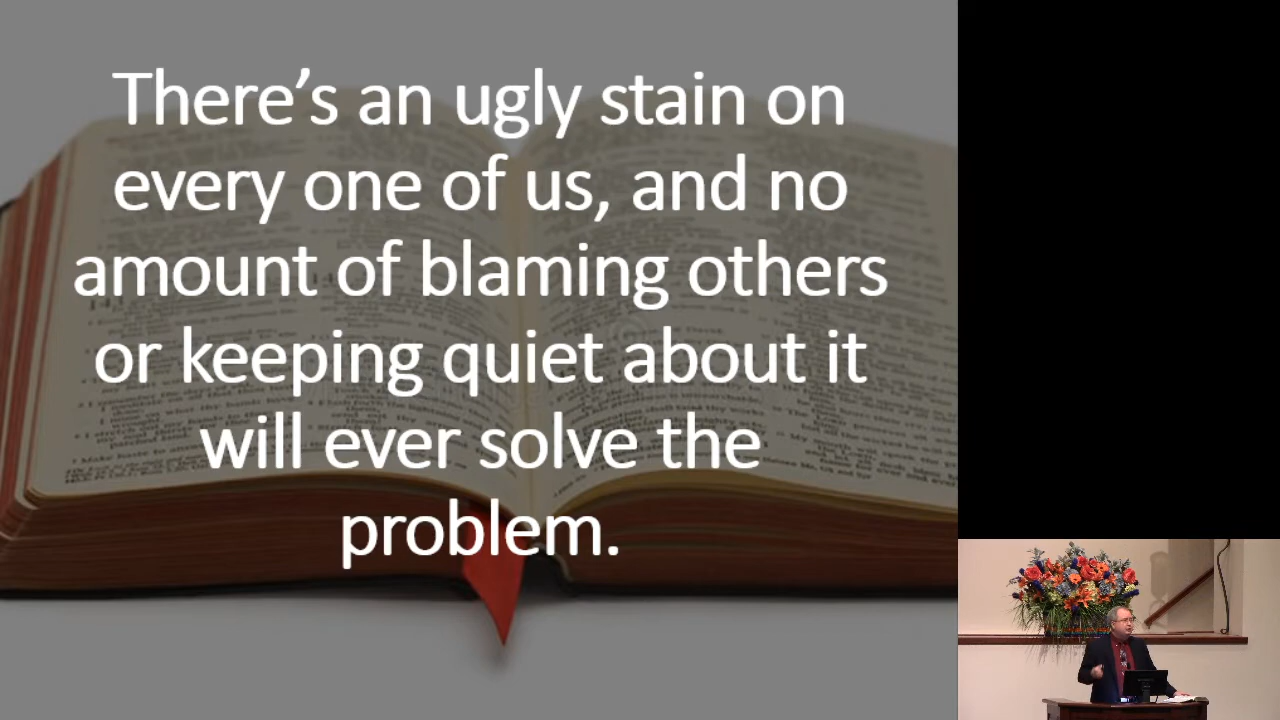 There’s an ugly stain on
every one of us, and no
amount of blaming others
or keeping quiet about it
will ever solve the
problem.